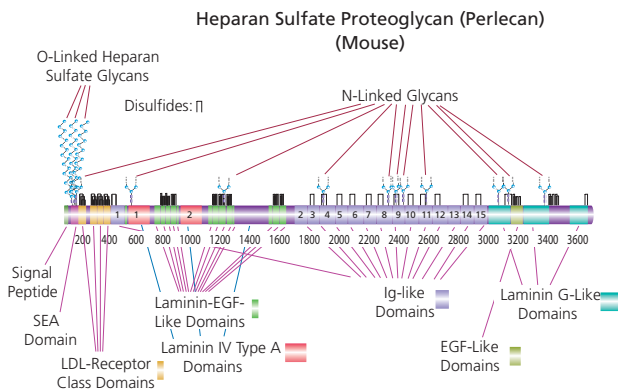 Heparan Sulfate Proteoglycan (Perlecan)
(Mouse)
O-Linked Heparan
Sulfate Glycans
Disulfides:
N-Linked Glycans
1 1 2 2 3 4 5 6 7 8 9 10 11 12 13 14 15
200 400 600 800 1000 1200 1400 1600 1800 2000 2200 2400 2600 2800 3000 3200 3400 3600
Signal
Peptide
SEA
Domain
LDL-Receptor
Class Domains
Laminin-EGF-
Like Domains
Laminin IV Type A
Domains
Ig-like
Domains
EGF-Like
Domains
Laminin G-Like
Domains